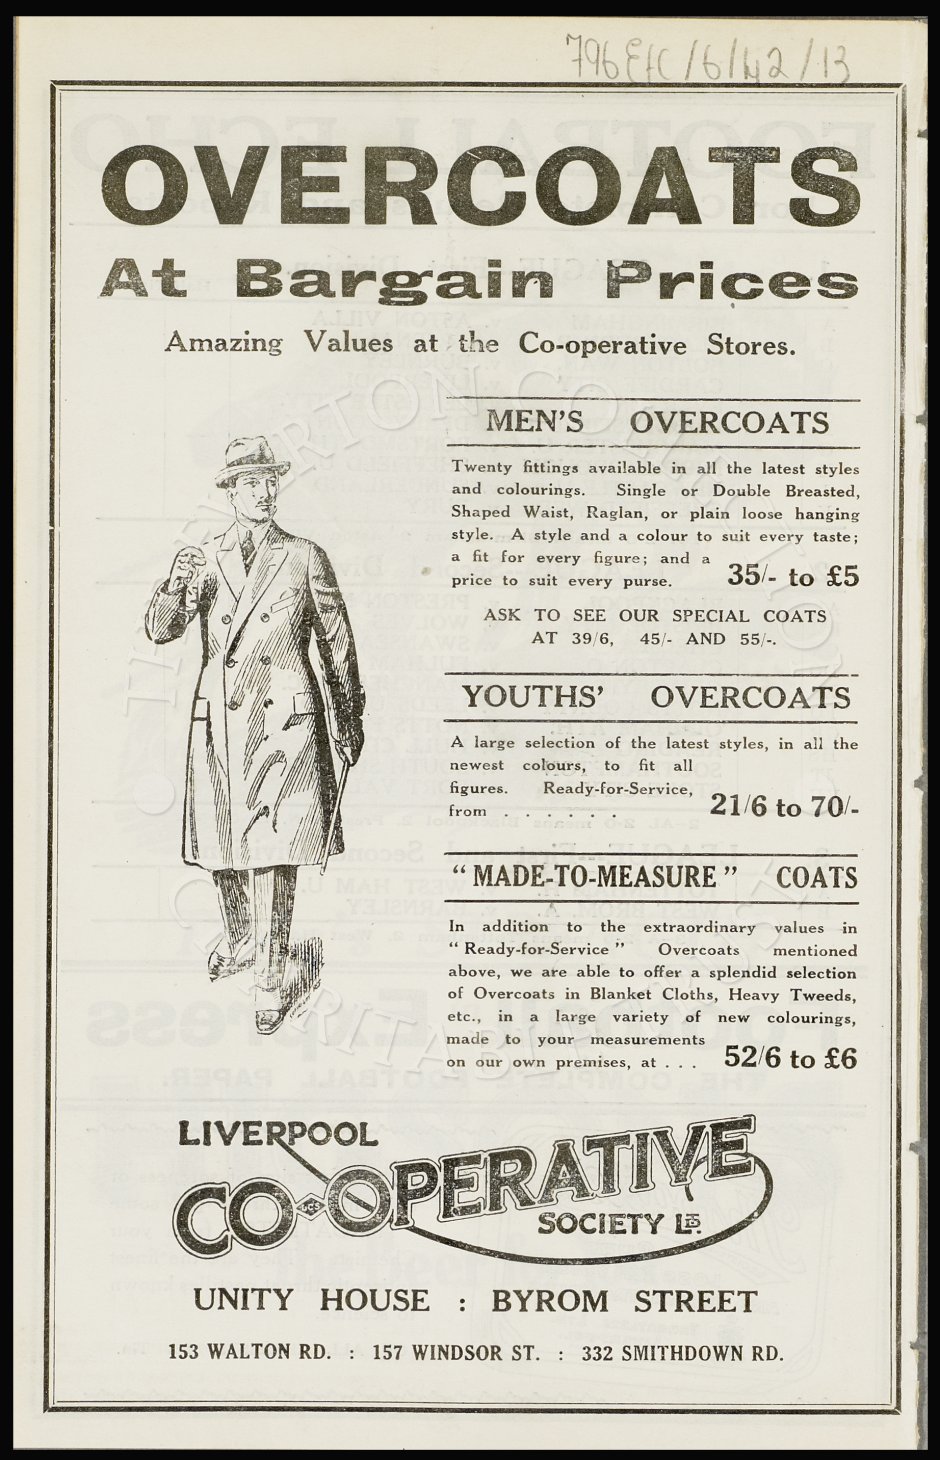 796 EFC/6/42/13
OVERCOATS
At Bargain Prices
Amazing Values at the Co-operative Stores.
MEN'S OVERCOATS
Twenty fittings available in all the latest styles
and colourings. Single or Double Breasted,
Shaped Waist, Raglan, or plain loose hanging
style. A style and a colour to suit every taste;
a fit for every figure; and a
price to suit every purse. 35/- to £5
ASK TO SEE OUR SPECIAL COATS
AT 39/6, 45/- AND 55/-.
YOUTHS' OVERCOATS
A large selection of the latest styles, in all the
newest colours, to fit all
figures. Ready-for-Service,
from . . . . . . 21/6 to 70/-
"MADE-TO-MEASURE" COATS
In addition to the extraordinary values in
"Ready-for-Service" Overcoats mentioned
above, we are able to offer a splendid selection
of Overcoats in Blanket Cloths, Heavy Tweeds,
etc., in a large variety of new colourings,
made to your measurements
on our own premises, at . . . 52/6 to £6
LIVERPOOL
CO-OPERATIVE
SOCIETY LTD.
UNITY HOUSE : BYROM STREET
153 WALTON RD. : 157 WINDSOR ST. : 332 SMITHDOWN RD.